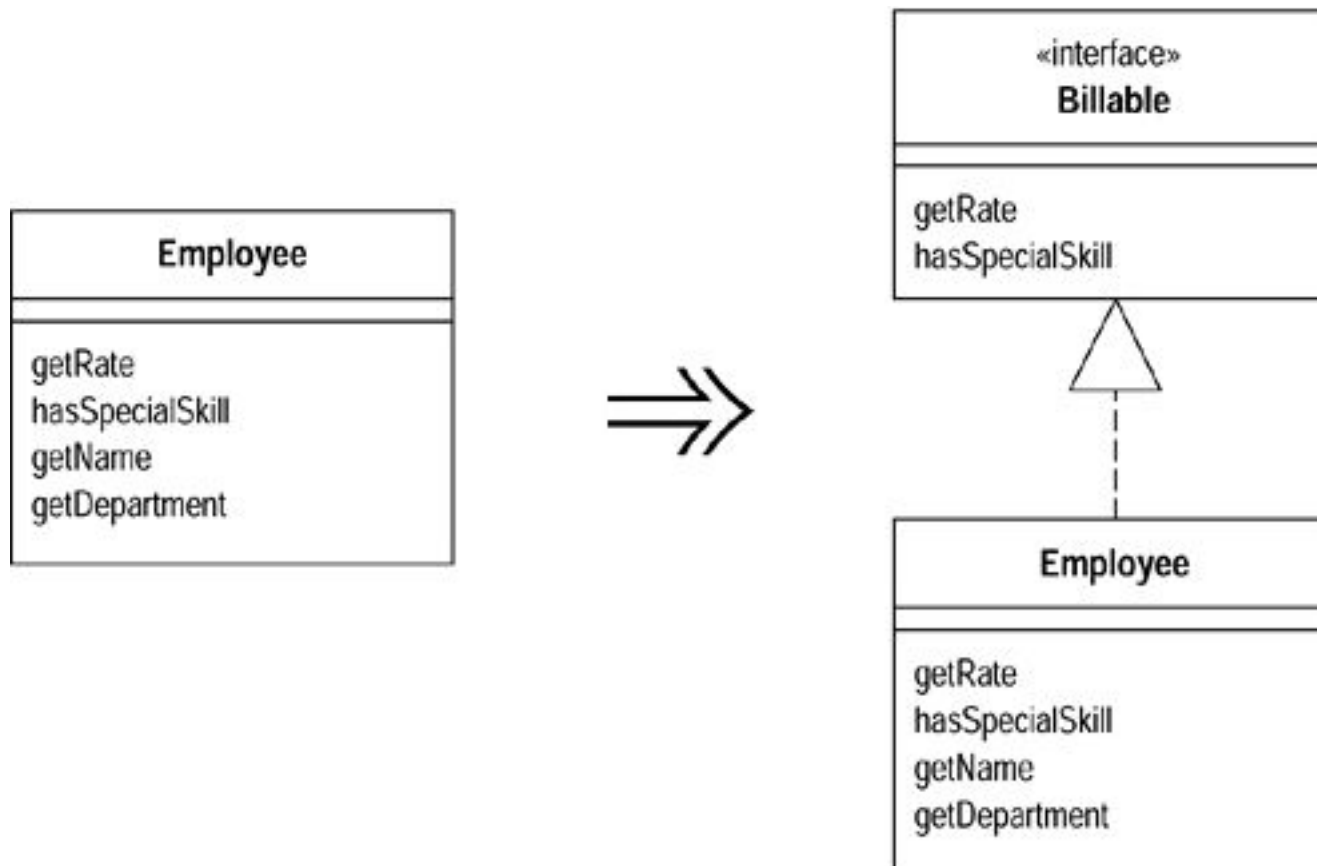 Employee
getRate
hasSpecialSkill
getName
getDepartment
«interface»
Billable
getRate
hasSpecialSkill
Employee
getRate
hasSpecialSkill
getName
getDepartment